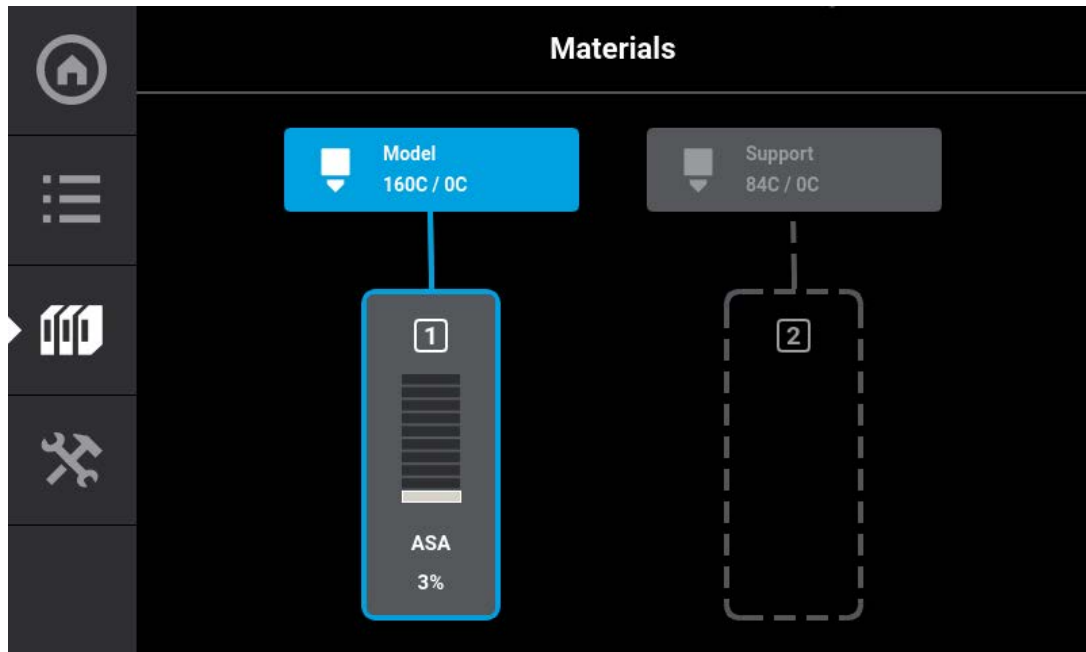 Materials
Model
160C / 0C
Support
84C / 0C
1
2
ASA
3%